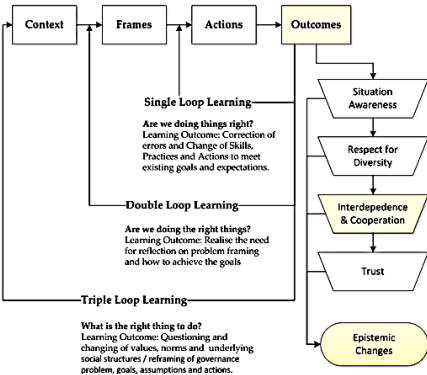 Context
Frames
Actions
Outcomes
Single Loop Learning
Are we doing things right?
Learning Outcome: Correction of
errors and Change of Skills,
Practices and Actions to meet
existing goals and expectations.
Double Loop Learning
Are we doing the right things?
Learning Outcome: Realise the need
for reflection on problem framing
and how to achieve the goals
Triple Loop Learning
What is the right thing to do?
Learning Outcome: Questioning and
changing of values, norms and underlying
social structures / reframing of governance
problem, goals, assumptions and actions.
Situation
Awareness
Respect for
Diversity
Interdepedence
& Cooperation
Trust
Epistemic
Changes